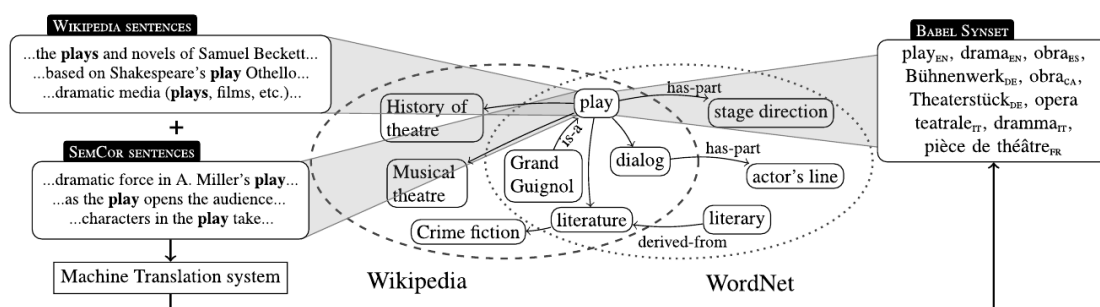 WIKIPEDIA SENTENCES
...the plays and novels of Samuel Beckett...
...based on Shakespeare's play Othello...
...dramatic media (plays, films, etc.)...
+
SEMCOR SENTENCES
...dramatic force in A. Miller's play...
...as the play opens the audience...
...characters in the play take...
Machine Translation system
play
has-part
History of
theatre
stage direction
is-a
Musical
theatre
Grand
Guignol
dialog
has-part
actor's line
literature
literary
Crime fiction
derived-from
Wikipedia
WordNet
BABEL SYNSET
playEN, dramaEN, obraES,
BühnenwerkDE, obraCA,
TheaterstückDE, opera
teatraleIT, drammaIT,
pièce de théâtreFR